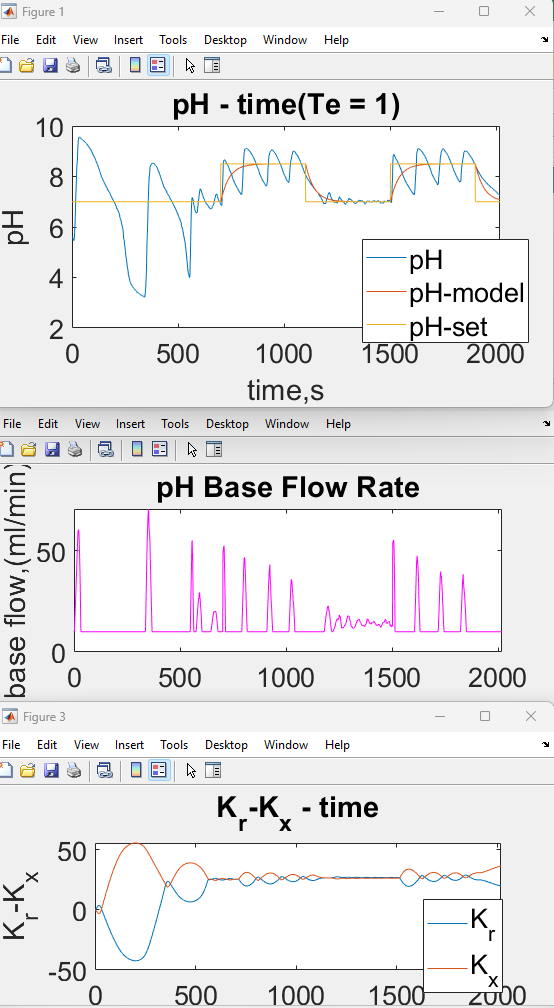 Figure 1
File Edit View Insert Tools Desktop Window Help
pH - time(Te = 1)
10
8
6
4
2
pH
pH
pH-model
pH-set
0 500 1000 1500 2000
time,s
File Edit View Insert Tools Desktop Window Help
pH Base Flow Rate
base flow,(ml/min)
50
0
0 500 1000 1500 2000
Figure 3
File Edit View Insert Tools Desktop Window Help
Kr-Kx - time
50
0
-50
Kr-Kx
Kr
Kx
0 500 1000 1500 2000